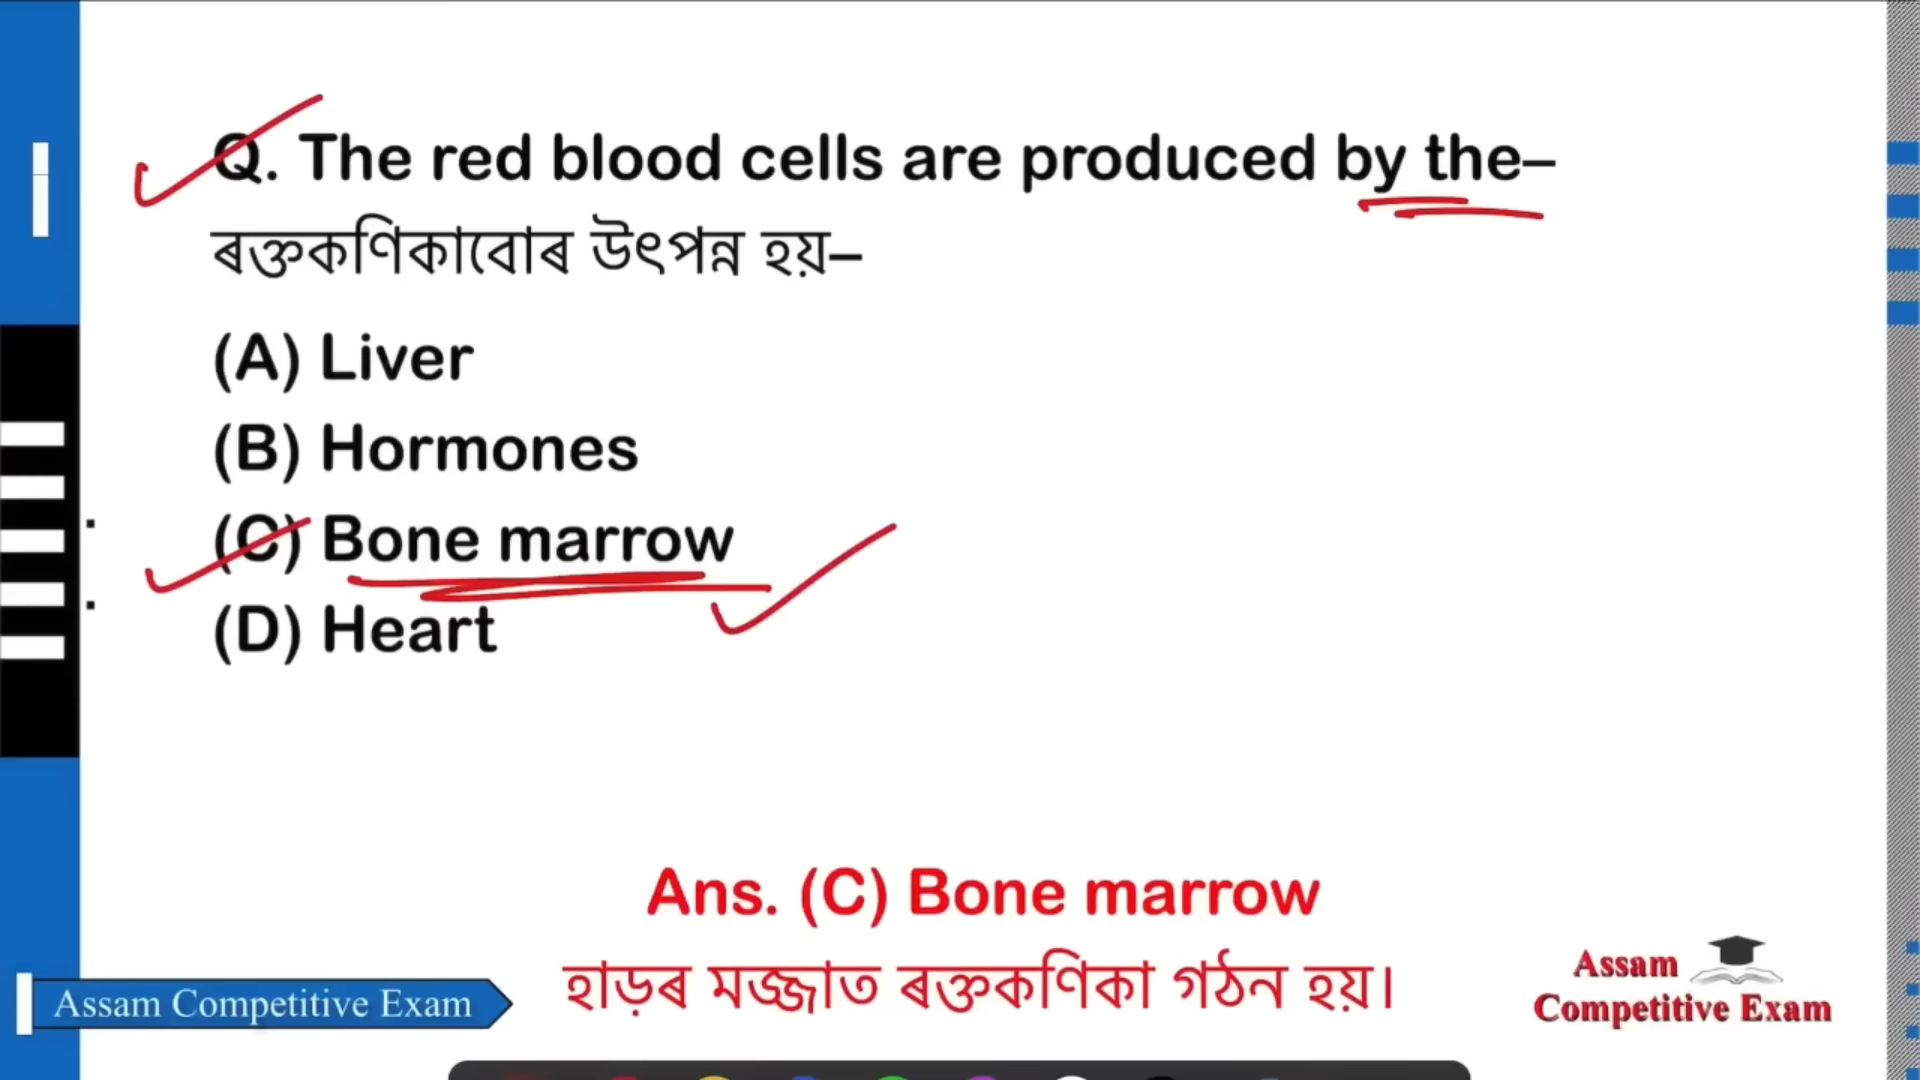 Q. The red blood cells are produced by the–
ৰক্তকণিকাবোৰ উৎপন্ন হয়–
(A) Liver
(B) Hormones
(C) Bone marrow
(D) Heart
Ans. (C) Bone marrow
হাড়ৰ মজ্জাত ৰক্তকণিকা গঠন হয়।
Assam Competitive Exam
Assam
Competitive Exam